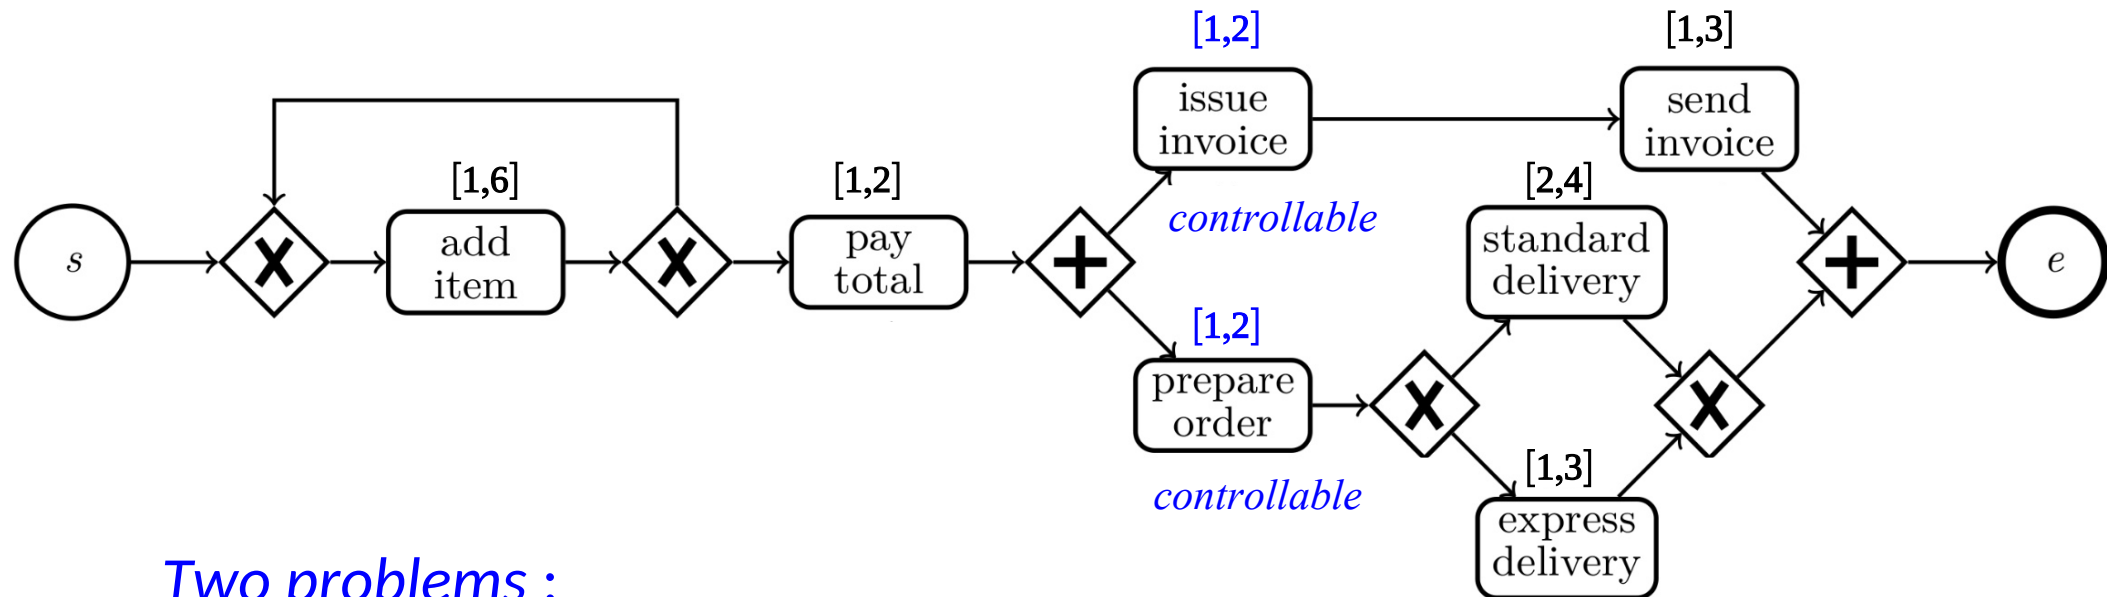 [1,2]
[1,3]
issue
invoice
send
invoice
[1,6]
[1,2]
[2,4]
controllable
s
add
item
pay
total
standard
delivery
e
[1,2]
prepare
order
[1,3]
controllable
express
delivery
Two problems :